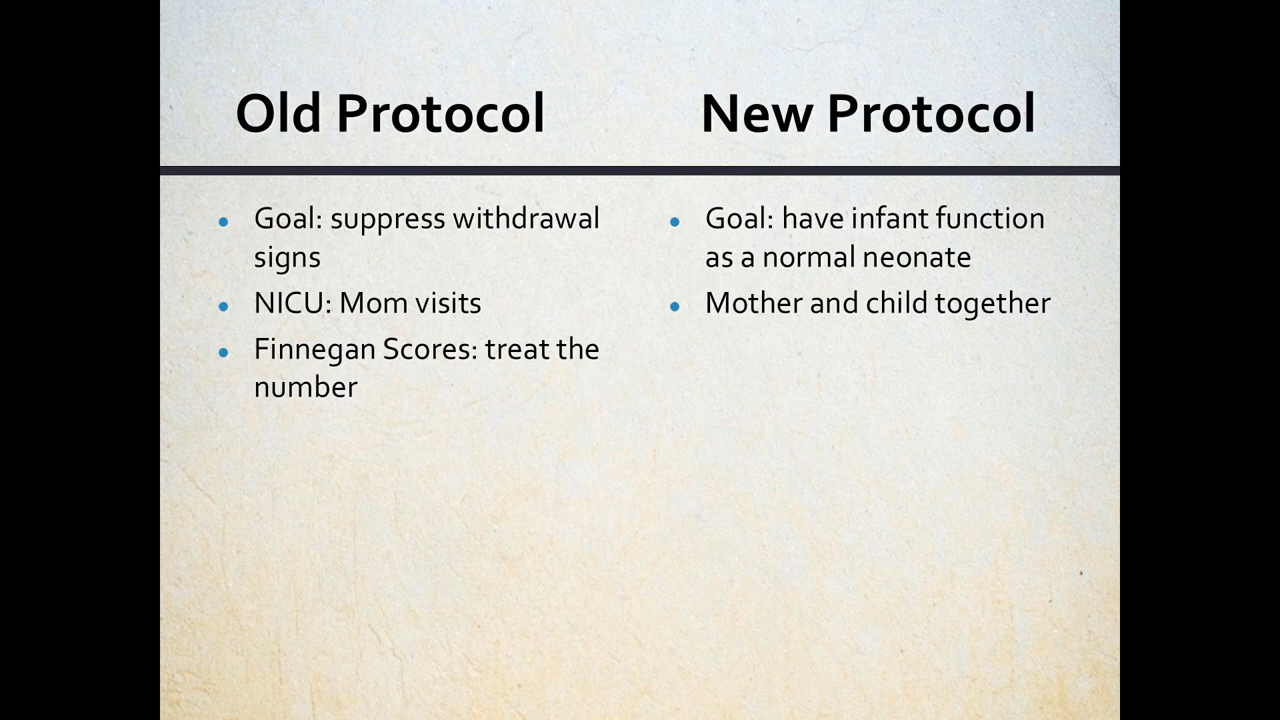 Old Protocol
New Protocol
Goal: suppress withdrawal
signs
NICU: Mom visits
Finnegan Scores: treat the
number
Goal: have infant function
as a normal neonate
Mother and child together